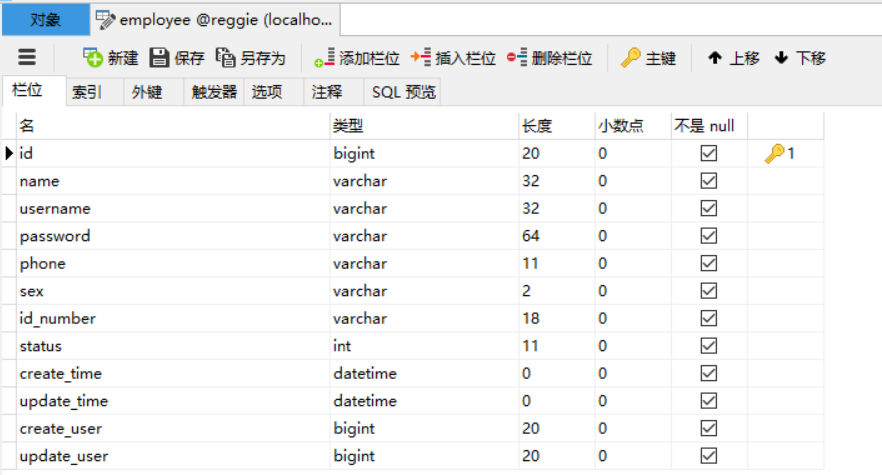 对象 employee @reggie (localho...
新建 保存 另存为 添加栏位 插入栏位 删除栏位 主键 上移 下移
栏位 索引 外键 触发器 选项 注释 SQL 预览
名 类型 长度 小数点 不是 null
id bigint 20 0 1
name varchar 32 0
username varchar 32 0
password varchar 64 0
phone varchar 11 0
sex varchar 2 0
id_number varchar 18 0
status int 11 0
create_time datetime 0 0
update_time datetime 0 0
create_user bigint 20 0
update_user bigint 20 0